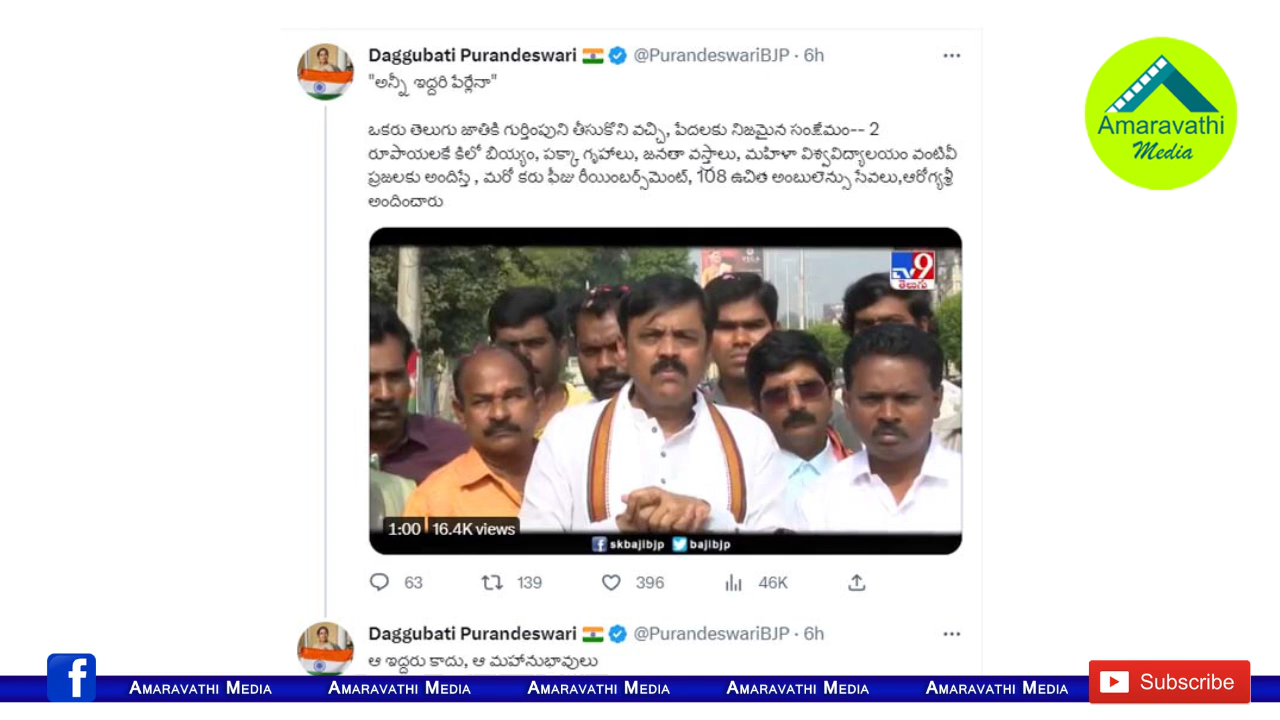 Daggubati Purandeswari @PurandeswariBJP · 6h
"అన్నీ ఇద్దరి పేర్లేనా"
ఒకరు తెలుగు జాతికి గుర్తింపుని తీసుకొని వచ్చి, పేదలకు నిజమైన సంక్షేమం-- 2
రూపాయలకే కిలో బియ్యం, పక్కా గృహాలు, జనతా వస్త్రాలు, మహిళా విశ్వవిద్యాలయం వంటివి
ప్రజలకు అందిస్తే , మరో కరు ఫీజు రీయింబర్స్‌మెంట్, 108 ఉచిత అంబులెన్సు సేవలు,ఆరోగ్యశ్రీ
అందించారు
TV9
తెలుగు
1:00 16.4K views
skbajibjp bajibjp
63 139 396 46K
Daggubati Purandeswari @PurandeswariBJP · 6h
ఆ ఇద్దరు కాదు, ఆ మహానుభావులు
Amaravathi
Media
Amaravathi Media Amaravathi Media Amaravathi Media Amaravathi Media Amaravathi Media
Subscribe